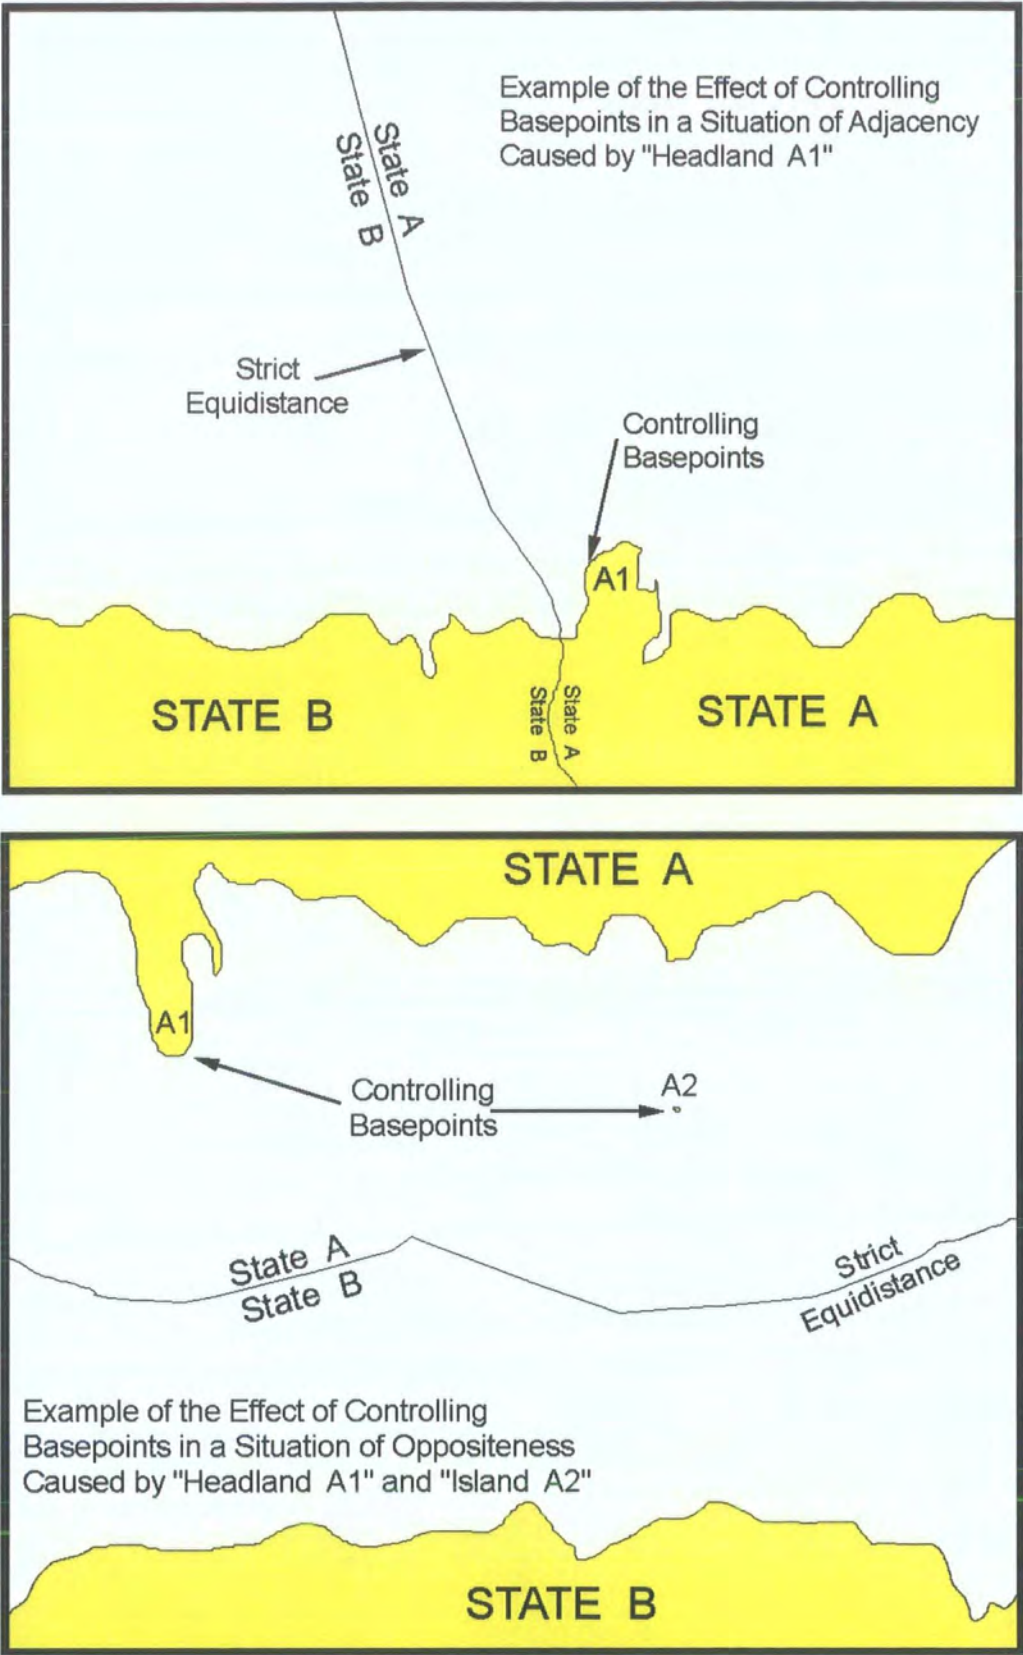 Example of the Effect of Controlling
Basepoints in a Situation of Adjacency
Caused by "Headland A1"
State A
State B
Strict
Equidistance
Controlling
Basepoints
A1
STATE B
State B
State A
STATE A
STATE A
A1
Controlling
Basepoints
A2
State A
State B
Strict
Equidistance
Example of the Effect of Controlling
Basepoints in a Situation of Oppositeness
Caused by "Headland A1" and "Island A2"
STATE B